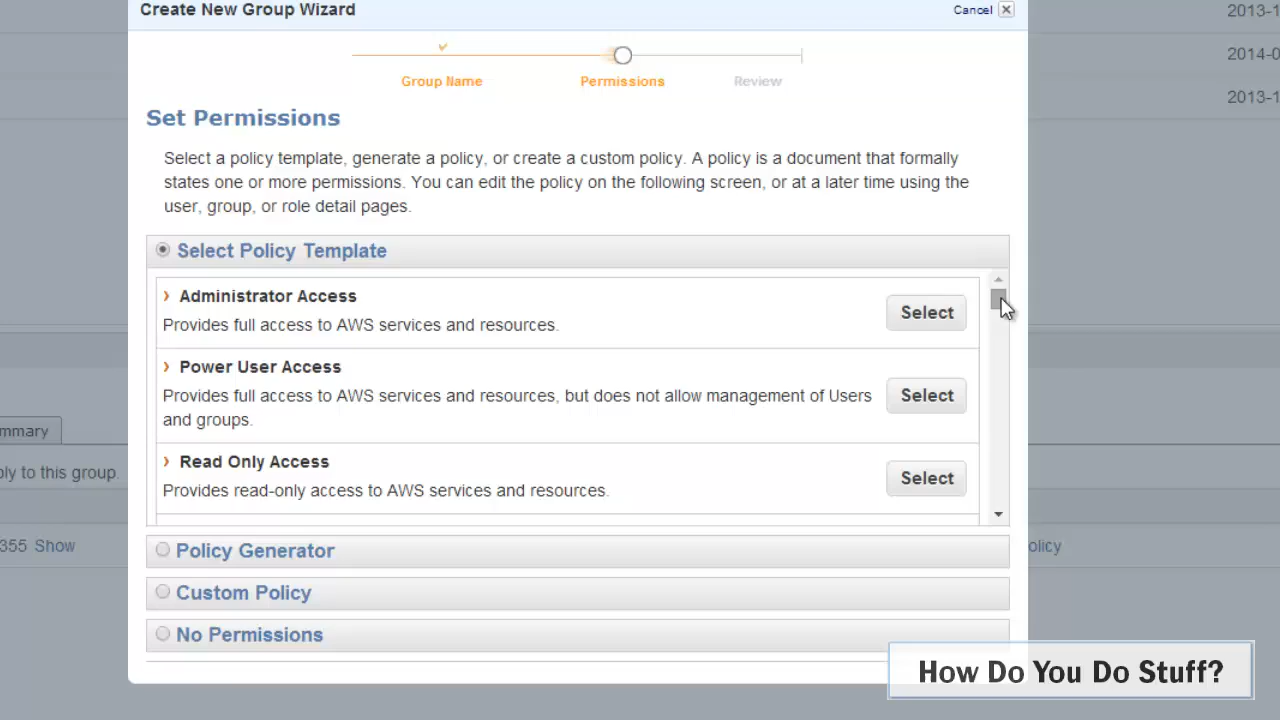 Create New Group Wizard
Cancel
2013-1
2014-0
2013-1
Group Name
Permissions
Review
Set Permissions
Select a policy template, generate a policy, or create a custom policy. A policy is a document that formally
states one or more permissions. You can edit the policy on the following screen, or at a later time using the
user, group, or role detail pages.
Select Policy Template
Administrator Access
Provides full access to AWS services and resources.
Select
Power User Access
Provides full access to AWS services and resources, but does not allow management of Users
and groups.
Select
Read Only Access
Provides read-only access to AWS services and resources.
Select
mmary
ply to this group.
355 Show
olicy
Policy Generator
Custom Policy
No Permissions
How Do You Do Stuff?